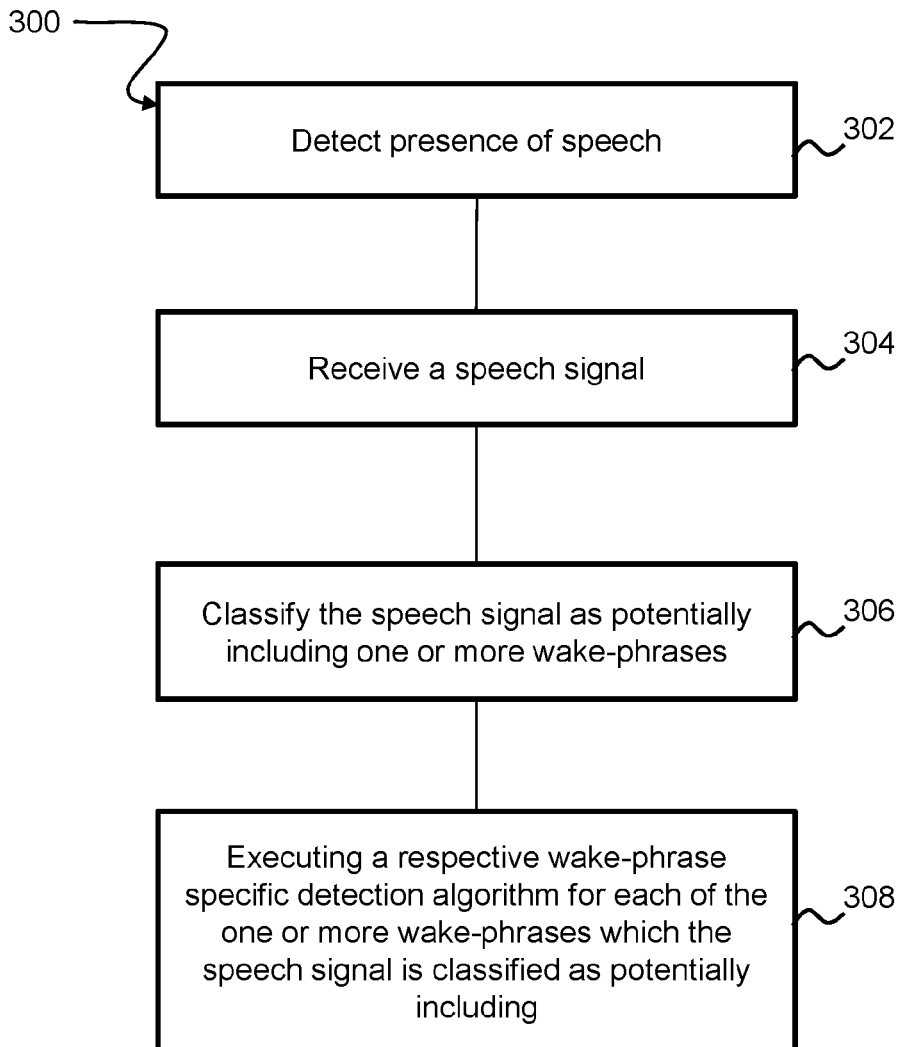 300
Detect presence of speech
302
Receive a speech signal
304
Classify the speech signal as potentially
including one or more wake-phrases
306
Executing a respective wake-phrase
specific detection algorithm for each of the
one or more wake-phrases which the
speech signal is classified as potentially
including
308